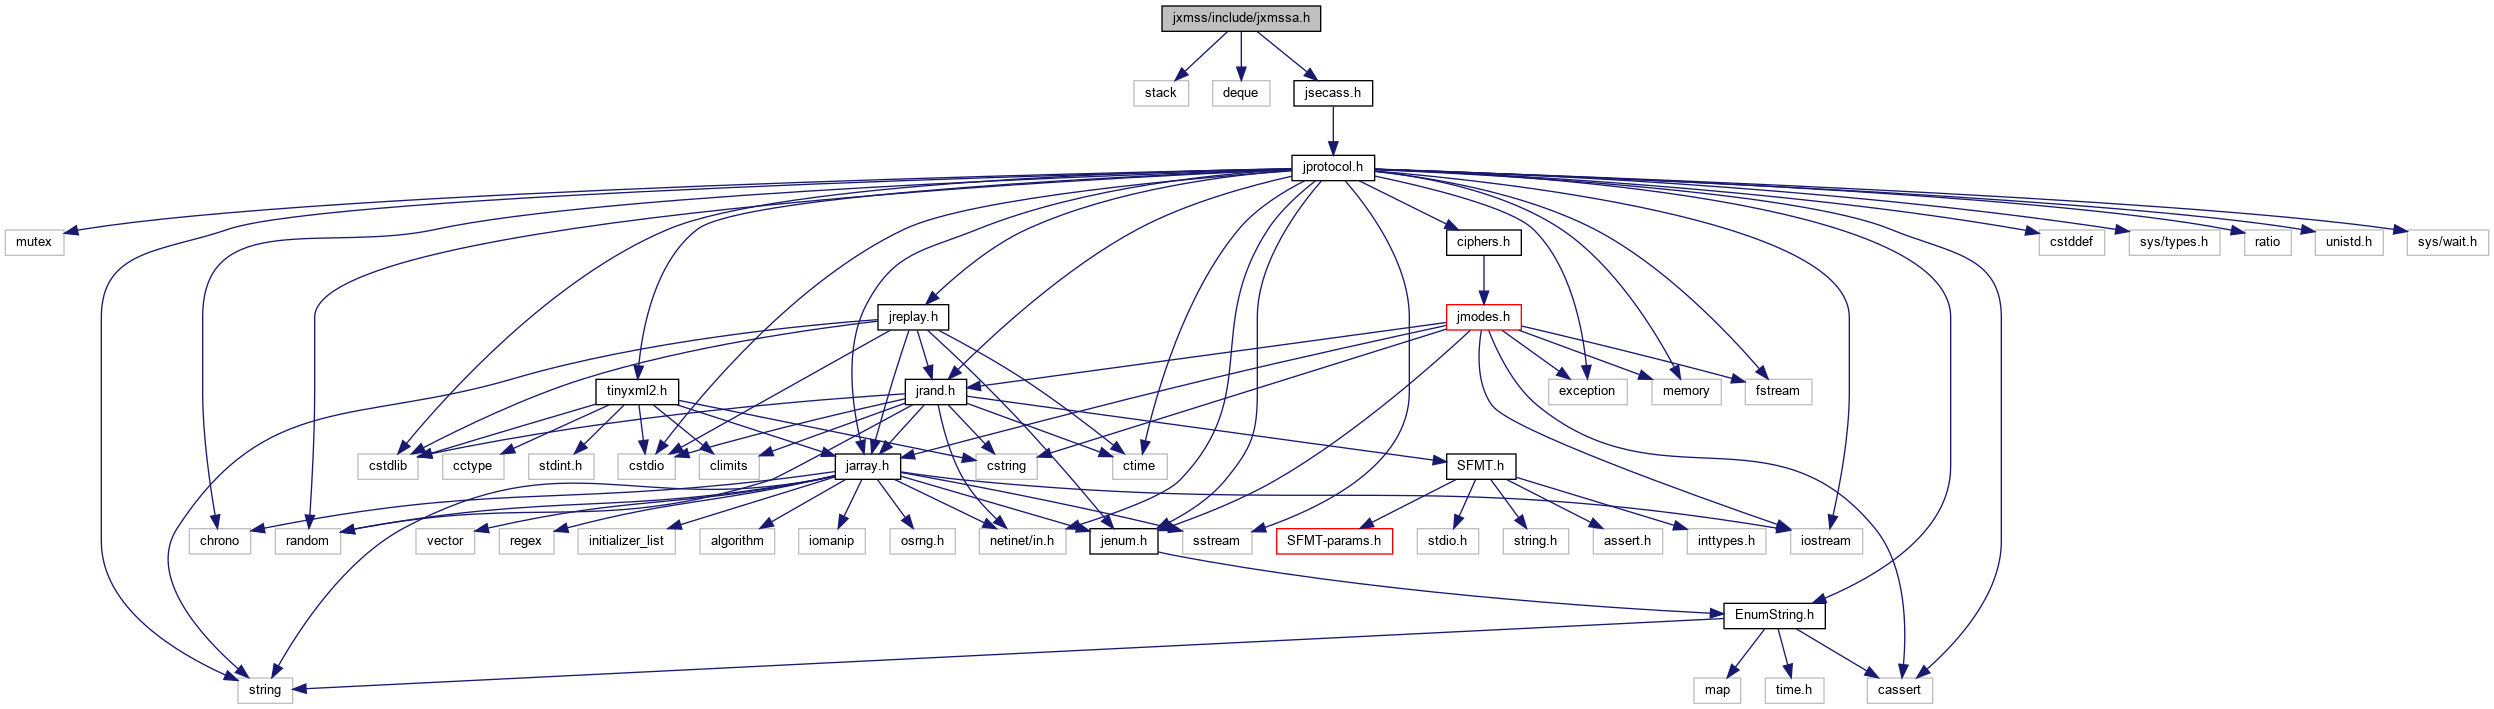 jxmss/include/jxmssa.h
stack
deque
jsecass.h
jprotocol.h
mutex
ciphers.h
cstddef
sys/types.h
ratio
unistd.h
sys/wait.h
jreplay.h
jmodes.h
tinyxml2.h
jrand.h
exception
memory
fstream
cstdlib
cctype
stdint.h
cstdio
climits
jarray.h
cstring
ctime
SFMT.h
chrono
random
vector
regex
initializer_list
algorithm
iomanip
osrng.h
netinet/in.h
jenum.h
sstream
SFMT-params.h
stdio.h
string.h
assert.h
inttypes.h
iostream
EnumString.h
string
map
time.h
cassert